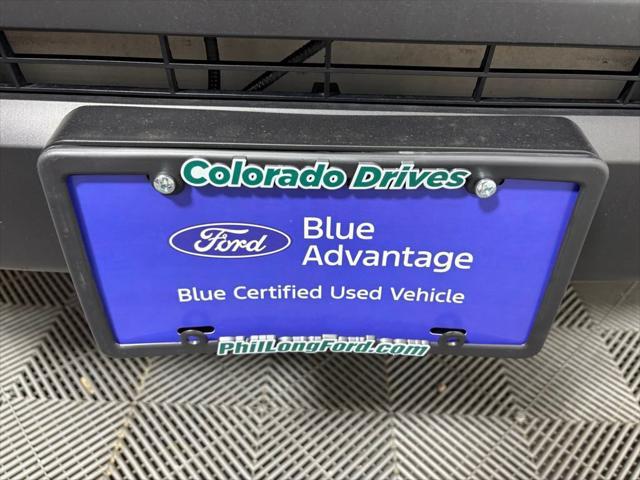 Colorado Drives
Ford
Blue
Advantage
Blue Certified Used Vehicle
PhilLongFord.com